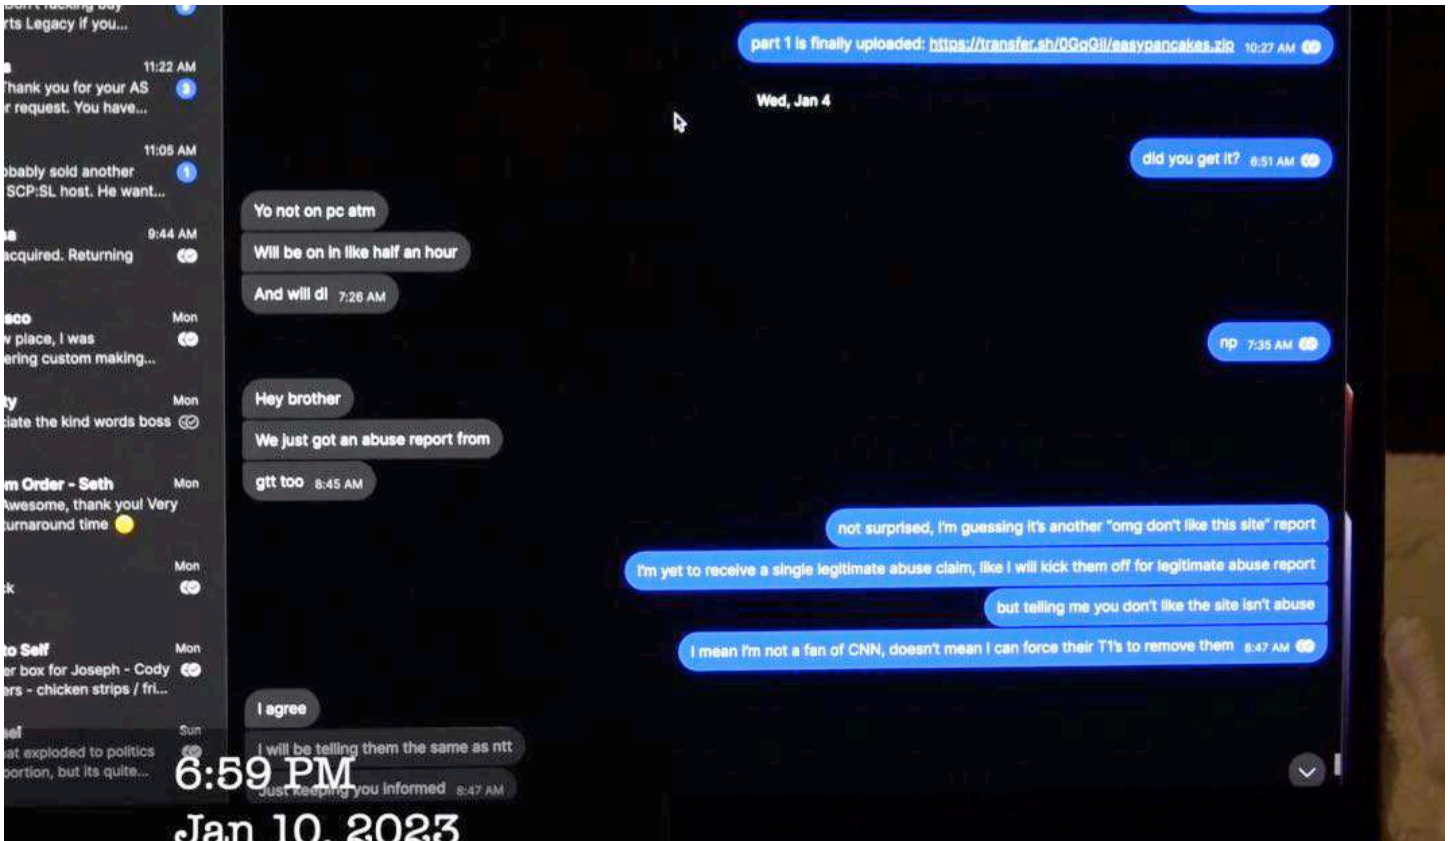 rts Legacy if you...
11:22 AM
Thank you for your AS
3
r request. You have...
11:05 AM
obably sold another
1
SCP:SL host. He want...
9:44 AM
acquired. Returning
sco
Mon
w place, I was
ering custom making...
ty
Mon
iate the kind words boss
m Order - Seth
Mon
Awesome, thank you! Very
urnaround time
Mon
k
to Self
Mon
er box for Joseph - Cody
ers - chicken strips / fri...
Sun
at exploded to politics
portion, but its quite...
part 1 is finally uploaded: https://transfer.sh/0GqGil/easypancakes.zip 10:27 AM
Wed, Jan 4
did you get it? 6:51 AM
Yo not on pc atm
Will be on in like half an hour
And will dl 7:26 AM
np 7:35 AM
Hey brother
We just got an abuse report from
gtt too 8:45 AM
not surprised, I'm guessing it's another "omg don't like this site" report
I'm yet to receive a single legitimate abuse claim, like I will kick them off for legitimate abuse report
but telling me you don't like the site isn't abuse
I mean I'm not a fan of CNN, doesn't mean I can force their T1's to remove them 8:47 AM
I agree
I will be telling them the same as ntt
Just keeping you informed 8:47 AM
6:59 PM
Jan 10, 2023